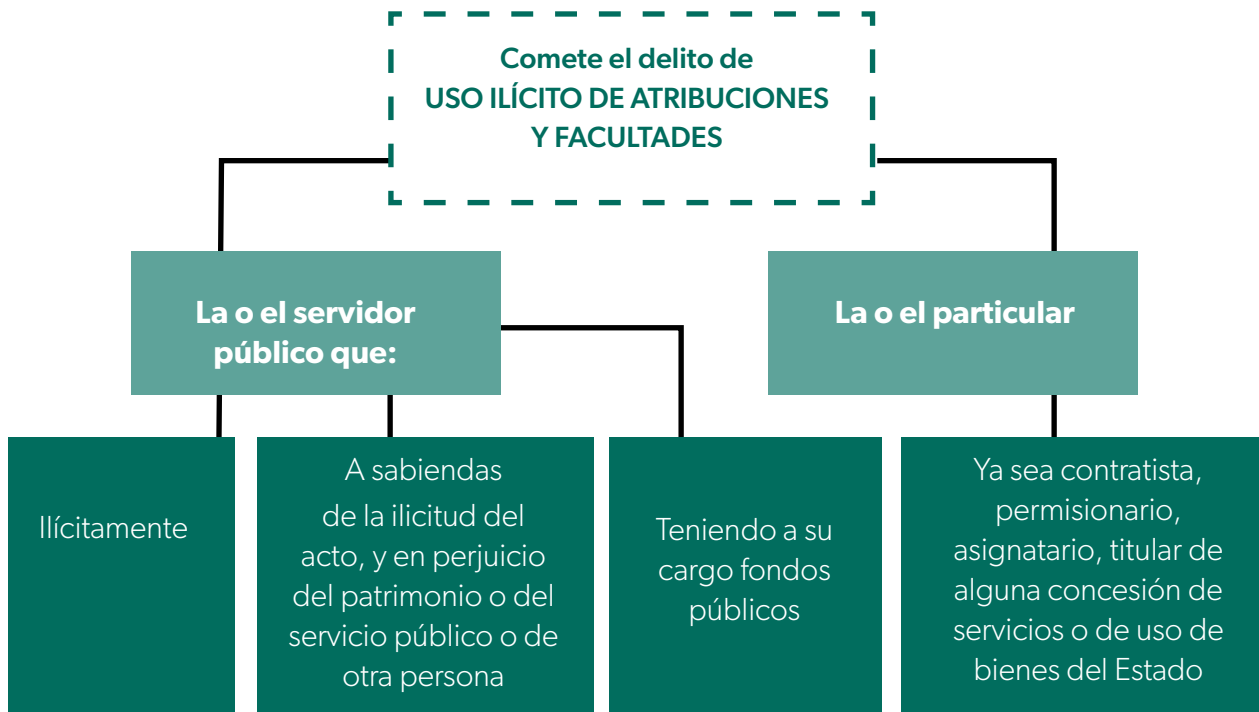 Comete el delito de
USO ILÍCITO DE ATRIBUCIONES
Y FACULTADES
La o el servidor
público que:
La o el particular
Ilícitamente
A sabiendas
de la ilicitud del
acto, y en perjuicio
del patrimonio o del
servicio público o de
otra persona
Teniendo a su
cargo fondos
públicos
Ya sea contratista,
permisionario,
asignatario, titular de
alguna concesión de
servicios o de uso de
bienes del Estado